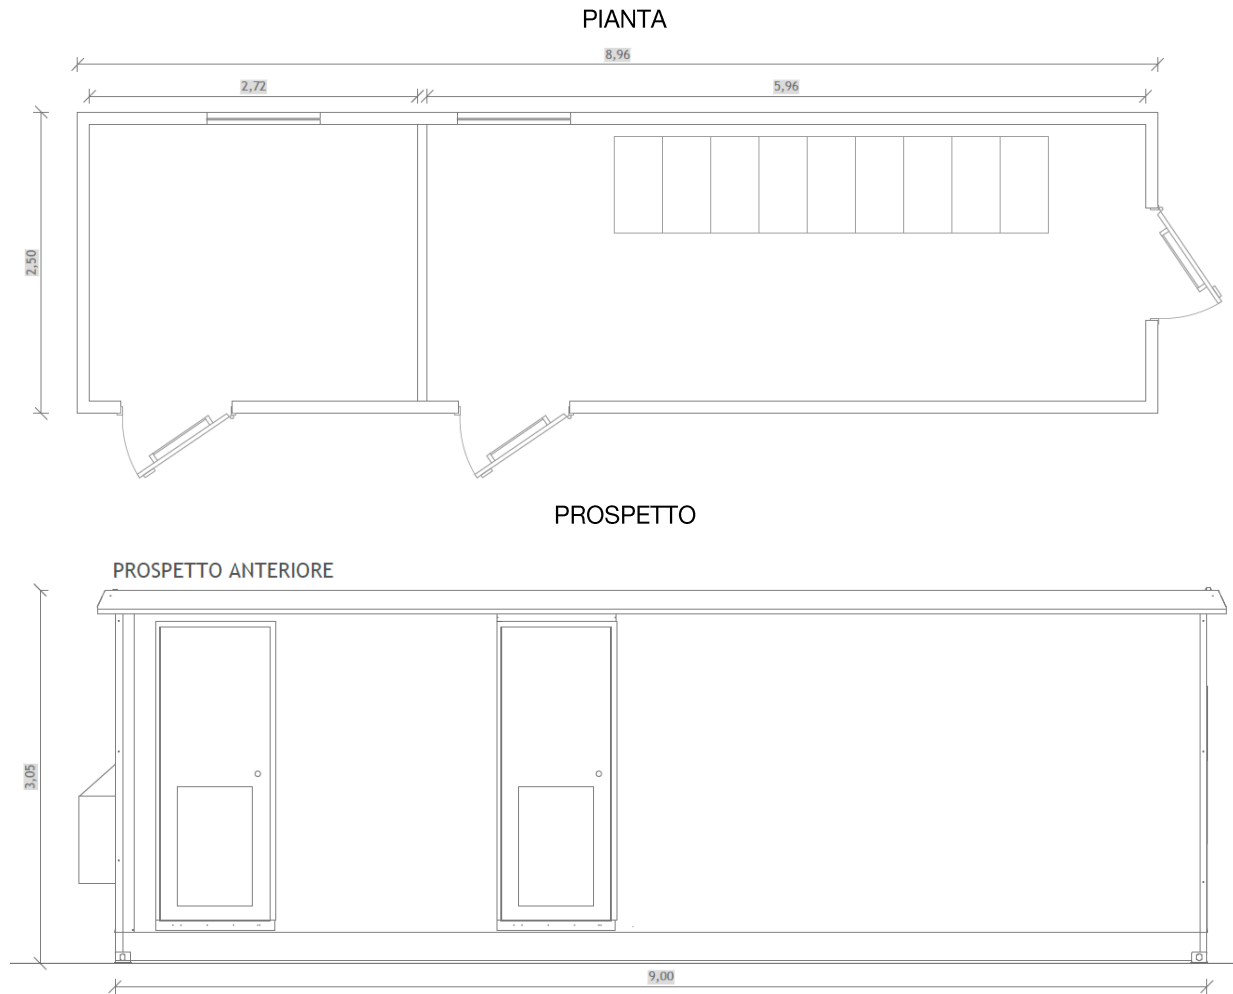 PIANTA
8,96
2,72
5,96
2,50
PROSPETTO
PROSPETTO ANTERIORE
3,05
9,00